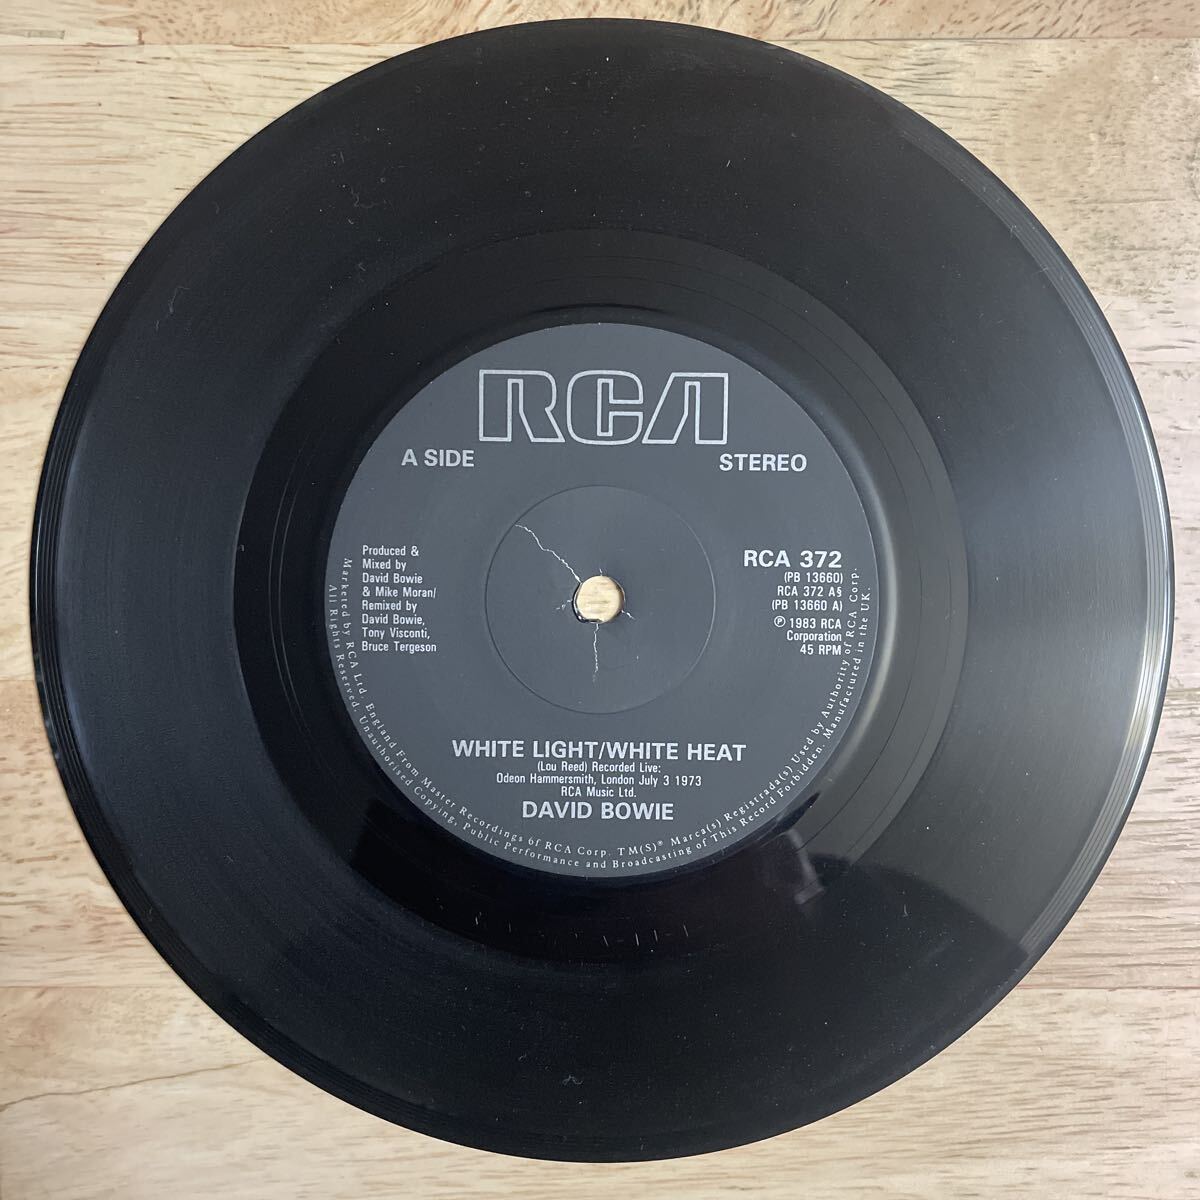 RCA
A SIDE
STEREO
Produced &
Mixed by
David Bowie
& Mike Moran/
Remixed by
David Bowie,
Tony Visconti,
Bruce Tergeson
RCA 372
(PB 13660)
RCA 372 A§
(PB 13660 A)
℗ 1983 RCA
Corporation
45 RPM
WHITE LIGHT/WHITE HEAT
(Lou Reed) Recorded Live:
Odeon Hammersmith, London July 3 1973
RCA Music Ltd.
DAVID BOWIE
Marketed by RCA Ltd. England From Master Recordings of RCA Corp. TM(S)® Marca(s) Registrada(s) Used by Authority of RCA Corp.
All Rights Reserved. Unauthorised Copying, Public Performance and Broadcasting of This Record Forbidden. Manufactured in the UK.